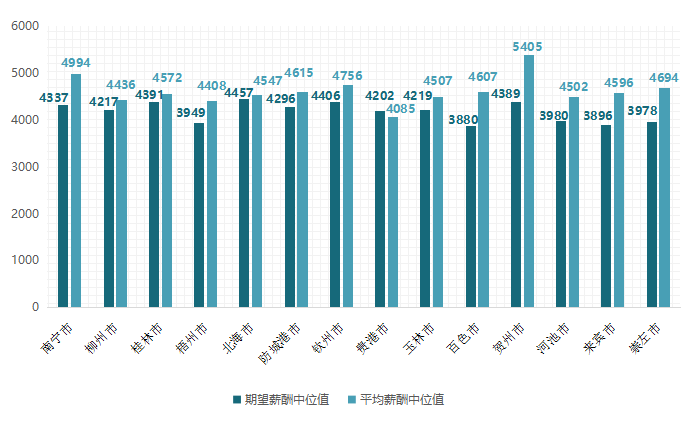 6000
5000
4000
3000
2000
1000
0
4337 4994
4217 4436
4391 4572
3949 4408
4457 4547
4296 4615
4406 4756
4202 4085
4219 4507
3880 4607
4389 5405
3980 4502
3896 4596
3978 4694
南宁市
柳州市
桂林市
梧州市
北海市
防城港市
钦州市
贵港市
玉林市
百色市
贺州市
河池市
来宾市
崇左市
期望薪酬中位值 平均薪酬中位值